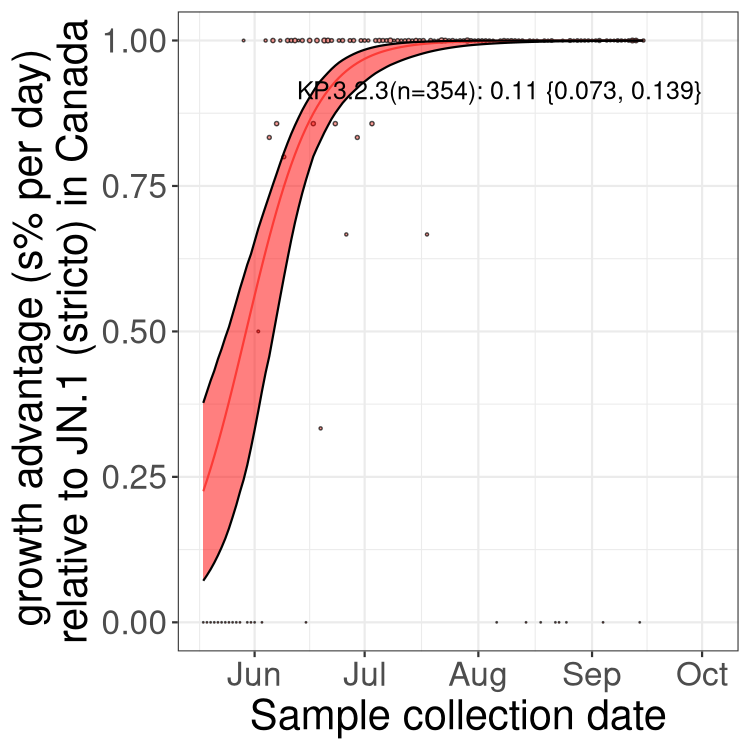 growth advantage (s% per day)
relative to JN.1 (stricto) in Canada
1.00
0.75
0.50
0.25
0.00
KP.3.2.3(n=354): 0.11 {0.073, 0.139}
Jun Jul Aug Sep Oct
Sample collection date